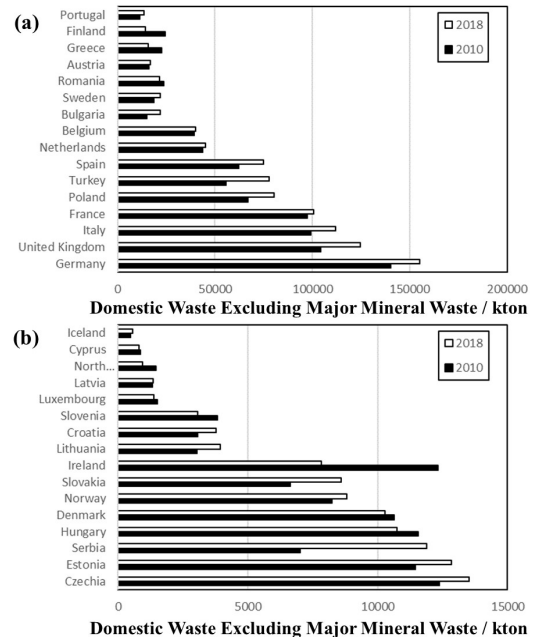 (a)
Portugal
Finland
Greece
Austria
Romania
Sweden
Bulgaria
Belgium
Netherlands
Spain
Turkey
Poland
France
Italy
United Kingdom
Germany
2018
2010
0 50000 100000 150000 200000
Domestic Waste Excluding Major Mineral Waste / kton
(b)
Iceland
Cyprus
North...
Latvia
Luxembourg
Slovenia
Croatia
Lithuania
Ireland
Slovakia
Norway
Denmark
Hungary
Serbia
Estonia
Czechia
2018
2010
0 5000 10000 15000
Domestic Waste Excluding Major Mineral Waste / kton